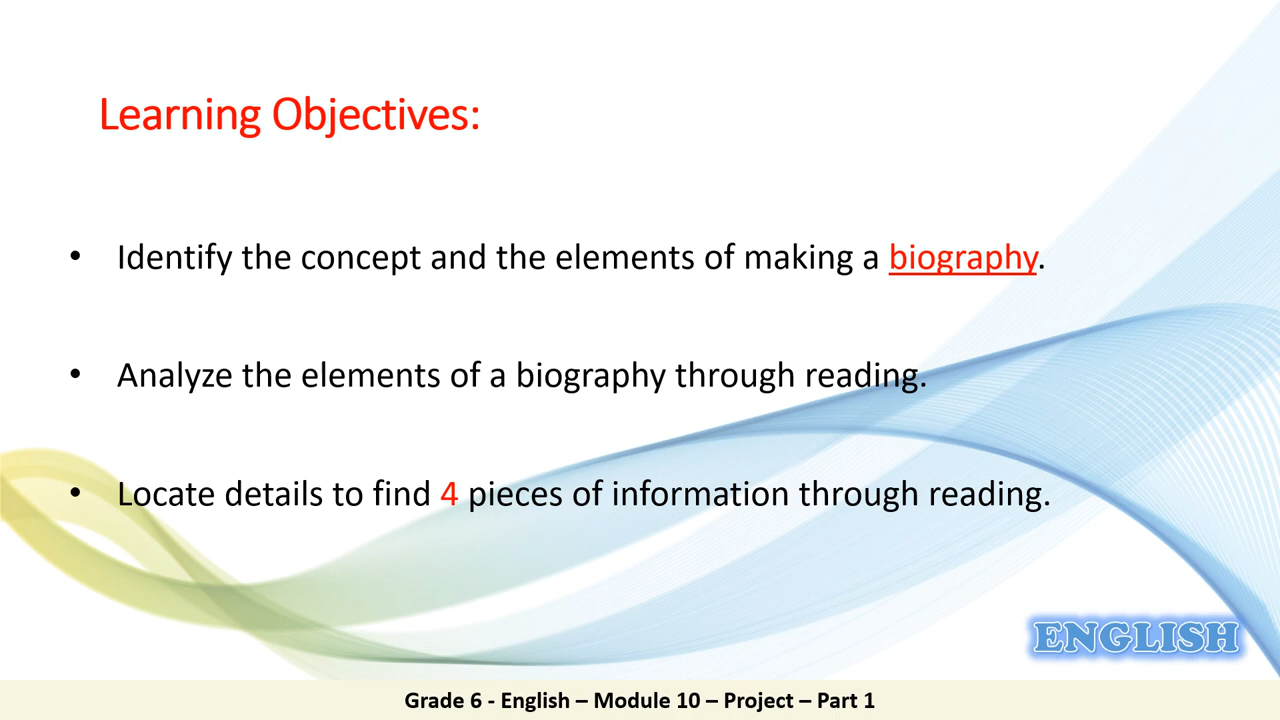 Learning Objectives:
• Identify the concept and the elements of making a biography.
• Analyze the elements of a biography through reading.
• Locate details to find 4 pieces of information through reading.
ENGLISH
Grade 6 - English – Module 10 – Project – Part 1